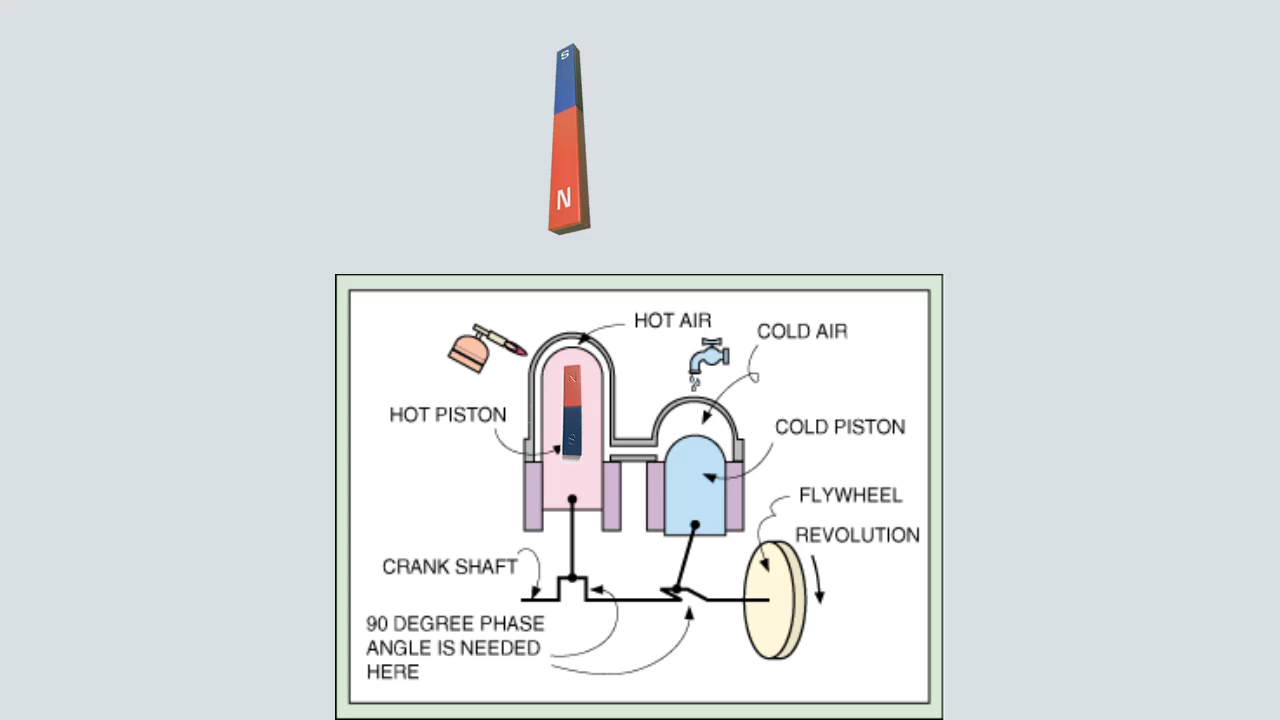 S
N
HOT AIR
COLD AIR
N
HOT PISTON
S
COLD PISTON
FLYWHEEL
REVOLUTION
CRANK SHAFT
90 DEGREE PHASE
ANGLE IS NEEDED
HERE